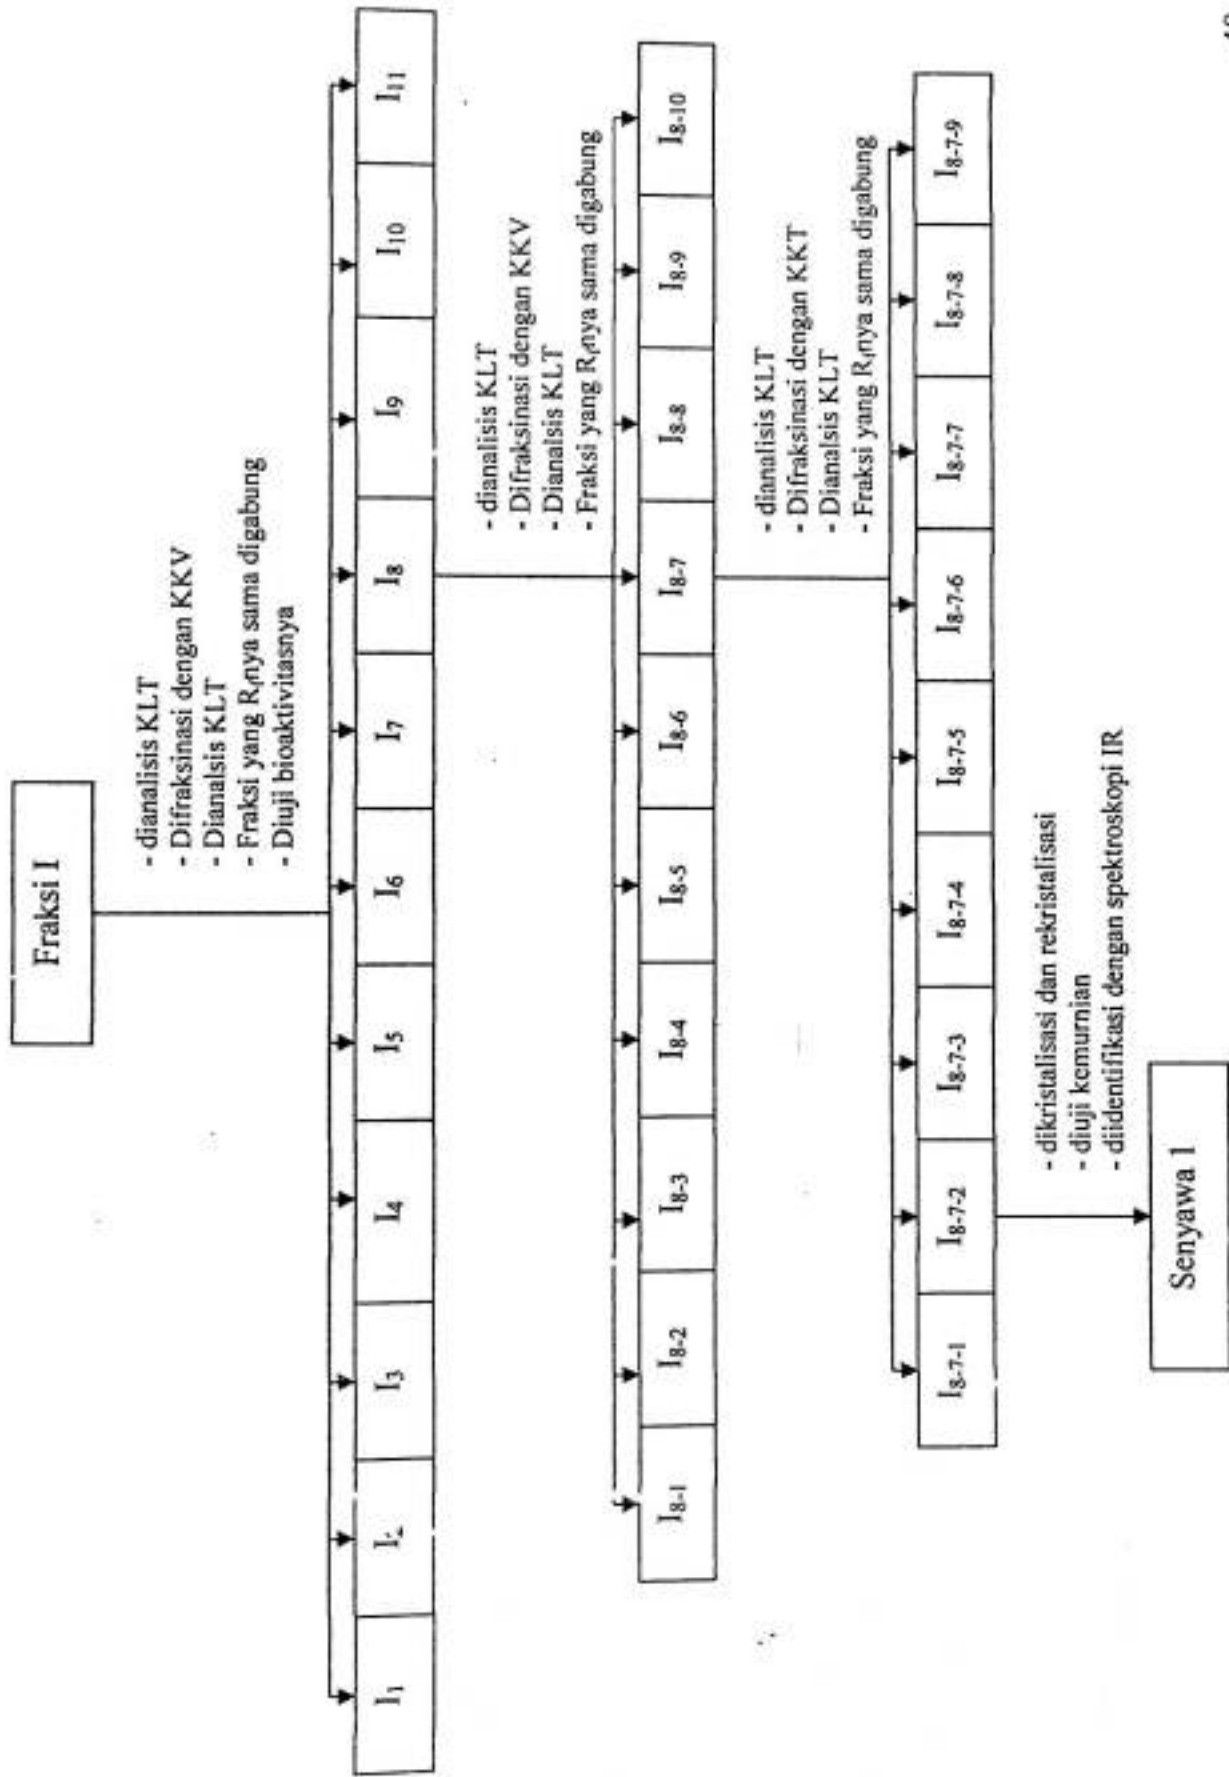 Fraksi I
- dianalisis KLT
- Difraksinasi dengan KKV
- Dianalsis KLT
- Fraksi yang Rfnya sama digabung
- Diuji bioaktivitasnya
I1 I2 I3 I4 I5 I6 I7 I8 I9 I10 I11
- dianalisis KLT
- Difraksinasi dengan KKV
- Dianalsis KLT
- Fraksi yang Rfnya sama digabung
I8-1 I8-2 I8-3 I8-4 I8-5 I8-6 I8-7 I8-8 I8-9 I8-10
- dianalisis KLT
- Difraksinasi dengan KKT
- Dianalsis KLT
- Fraksi yang Rfnya sama digabung
I8-7-1 I8-7-2 I8-7-3 I8-7-4 I8-7-5 I8-7-6 I8-7-7 I8-7-8 I8-7-9
- dikristalisasi dan rekristalisasi
- diuji kemurnian
- diidentifikasi dengan spektroskopi IR
Senyawa 1